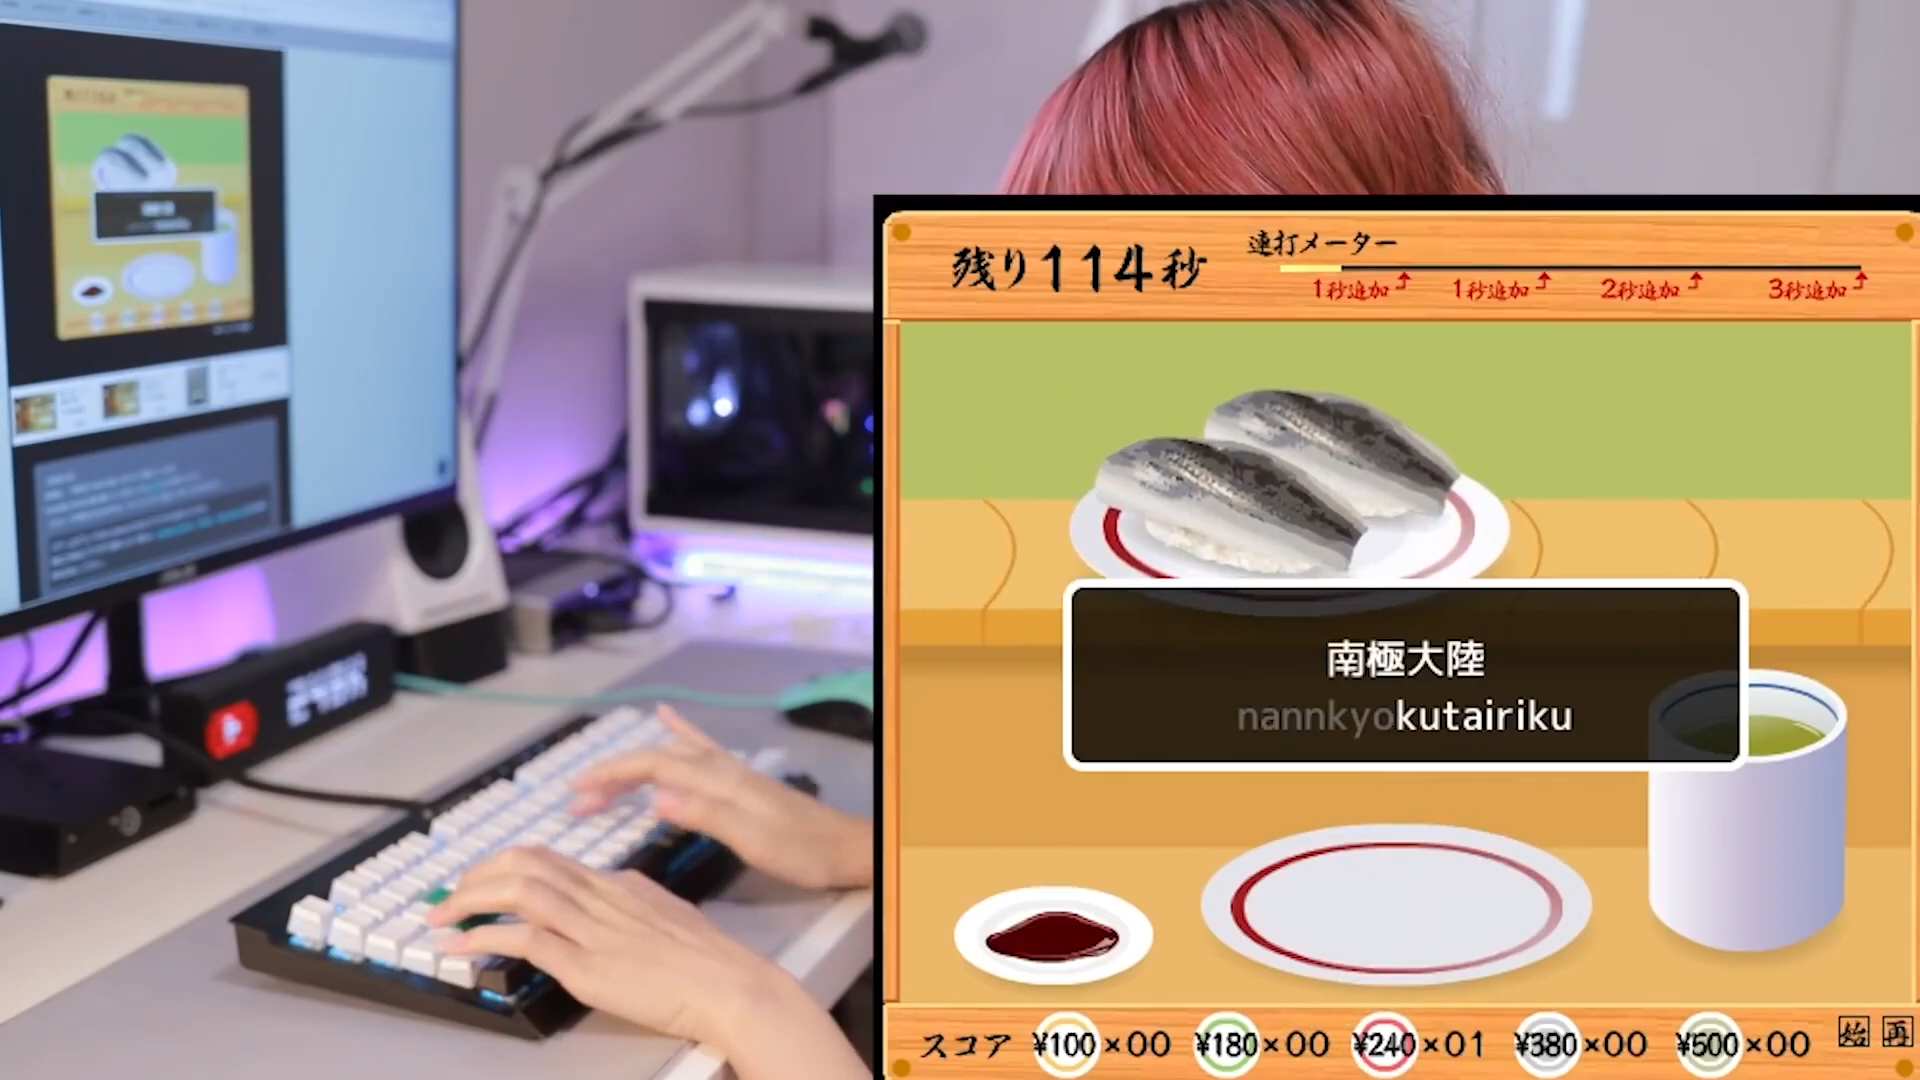 残り114秒
連打メーター
1秒追加 1秒追加 2秒追加 3秒追加
南極大陸
nannkyokutairiku
スコア ¥100×00 ¥180×00 ¥240×01 ¥380×00 ¥500×00 始 再